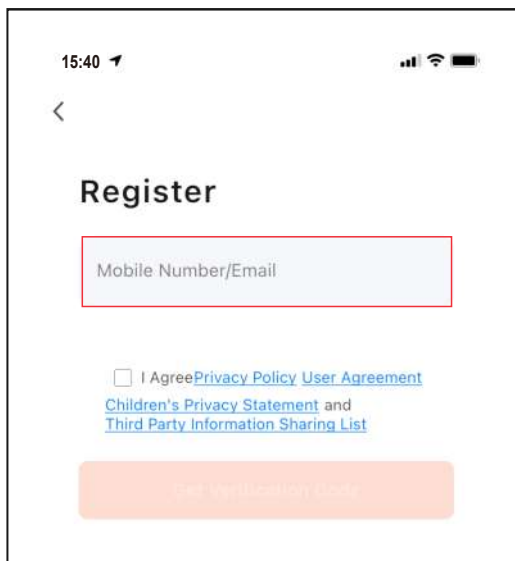 15:40
Register
Mobile Number/Email
I AgreePrivacy Policy User Agreement
Children's Privacy Statement and
Third Party Information Sharing List
Get Verification Code